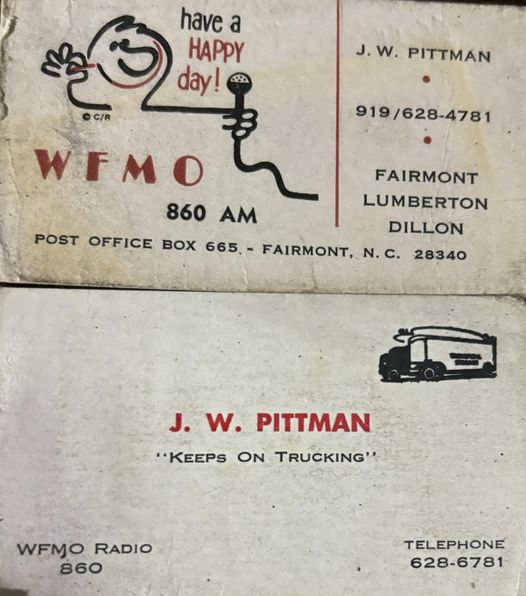 have a
HAPPY
day!
© C/R
WFMO
860 AM
J. W. PITTMAN
919/628-4781
FAIRMONT
LUMBERTON
DILLON
POST OFFICE BOX 665. - FAIRMONT, N. C. 28340
J. W. PITTMAN
"KEEPS ON TRUCKING"
WFMO RADIO
860
TELEPHONE
628-6781